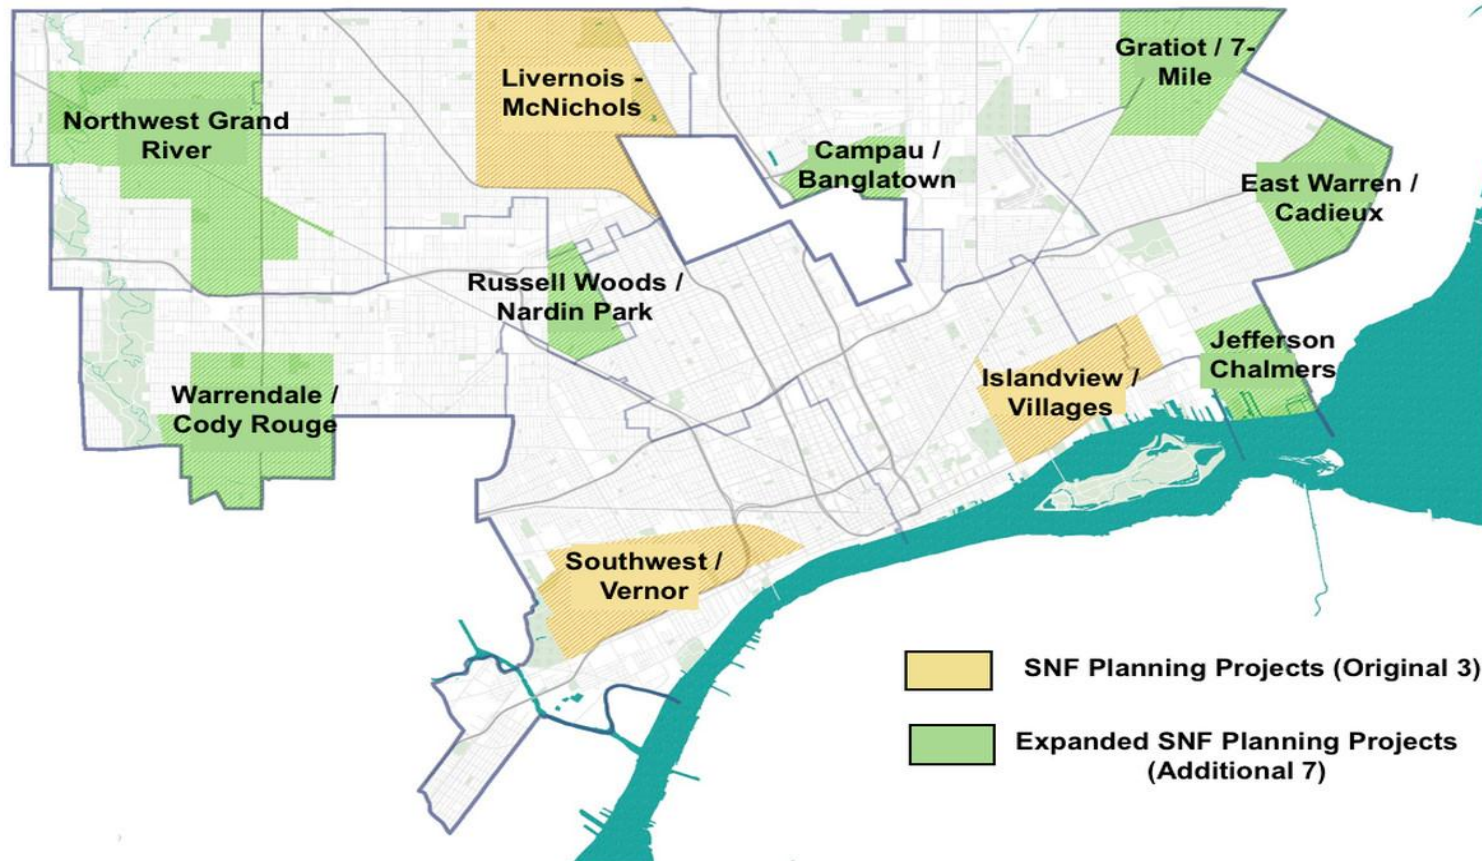 Gratiot / 7-
Mile
Livernois -
McNichols
Northwest Grand
River
Campau /
Banglatown
East Warren /
Cadieux
Russell Woods /
Nardin Park
Jefferson
Chalmers
Islandview /
Villages
Warrendale /
Cody Rouge
Southwest /
Vernor
SNF Planning Projects (Original 3)
Expanded SNF Planning Projects
(Additional 7)